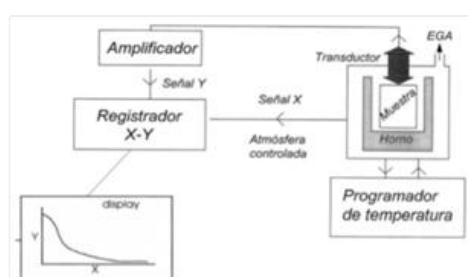 Amplificador
EGA
Transductor
Señal Y
Señal X
Muestra
Registrador
X-Y
Atmósfera
controlada
Horno
Programador
de temperatura
display
Y
X